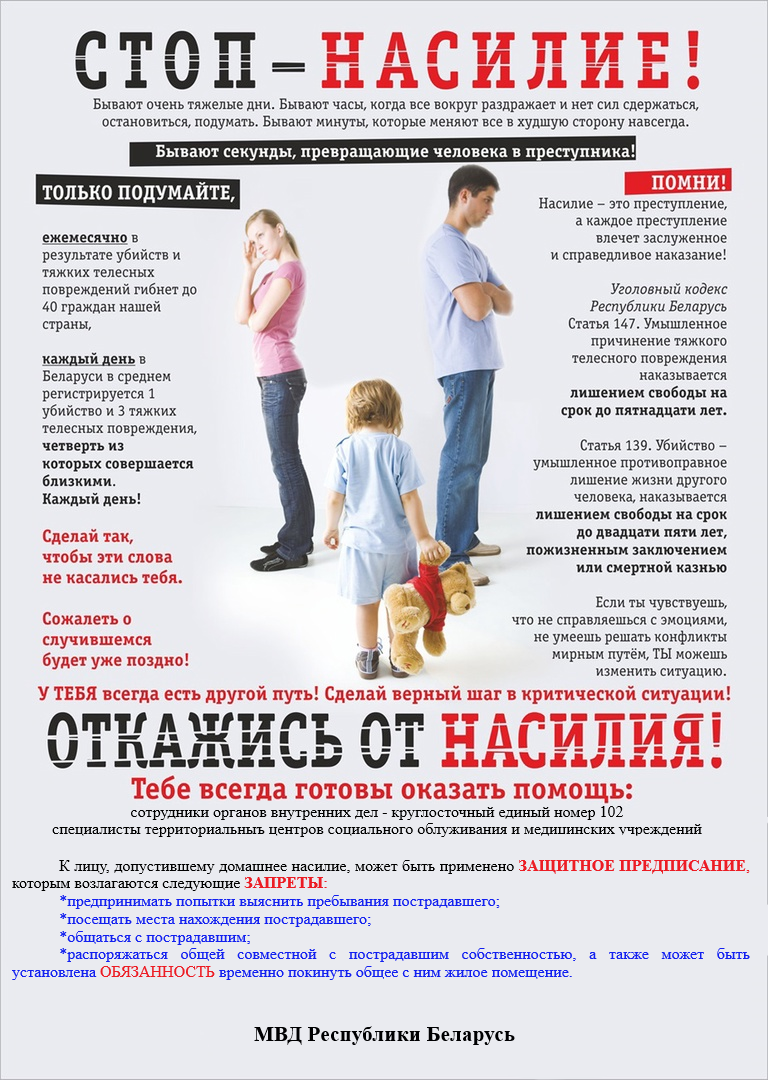 СТОП – НАСИЛИЕ!
Бывают очень тяжелые дни. Бывают часы, когда все вокруг раздражает и нет сил сдержаться,
остановиться, подумать. Бывают минуты, которые меняют все в худшую сторону навсегда.
Бывают секунды, превращающие человека в преступника!
ТОЛЬКО ПОДУМАЙТЕ,
ежемесячно в
результате убийств и
тяжких телесных
повреждений гибнет до
40 граждан нашей
страны,
каждый день в
Беларуси в среднем
регистрируется 1
убийство и 3 тяжких
телесных повреждения,
четверть из
которых совершается
близкими.
Каждый день!
Сделай так,
чтобы эти слова
не касались тебя.
Сожалеть о
случившемся
будет уже поздно!
ПОМНИ!
Насилие – это преступление,
а каждое преступление
влечет заслуженное
и справедливое наказание!
Уголовный кодекс
Республики Беларусь
Статья 147. Умышленное
причинение тяжкого
телесного повреждения
наказывается
лишением свободы на
срок до пятнадцати лет.
Статья 139. Убийство –
умышленное противоправное
лишение жизни другого
человека, наказывается
лишением свободы на срок
до двадцати пяти лет,
пожизненным заключением
или смертной казнью
Если ты чувствуешь,
что не справляешься с эмоциями,
не умеешь решать конфликты
мирным путём, ТЫ можешь
изменить ситуацию.
У ТЕБЯ всегда есть другой путь! Сделай верный шаг в критической ситуации!
ОТКАЖИСЬ ОТ НАСИЛИЯ!
Тебе всегда готовы оказать помощь:
сотрудники органов внутренних дел - круглосточный единый номер 102
специалисты территориальных центров социального облуживания и медицинских учреждений
К лицу, допустившему домашнее насилие, может быть применено ЗАЩИТНОЕ ПРЕДПИСАНИЕ,
которым возлагаются следующие ЗАПРЕТЫ:
*предпринимать попытки выяснить пребывания пострадавшего;
*посещать места нахождения пострадавшего;
*общаться с пострадавшим;
*распоряжаться общей совместной с пострадавшим собственностью, а также может быть
установлена ОБЯЗАННОСТЬ временно покинуть общее с ним жилое помещение.
МВД Республики Беларусь